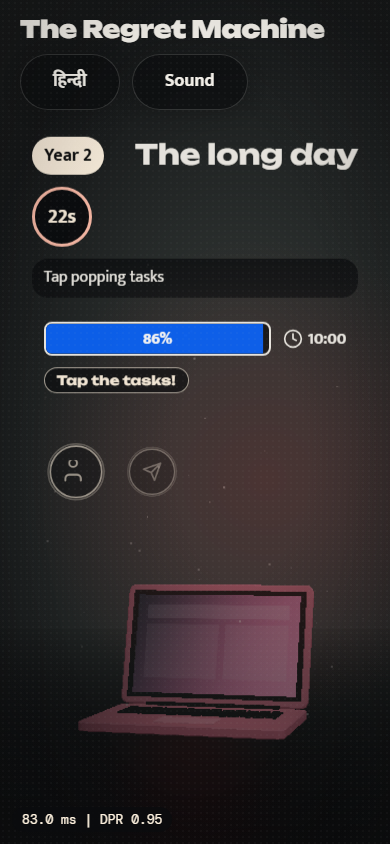 The Regret Machine
हिन्दी
Sound
Year 2
The long day
22s
Tap popping tasks
86%
10:00
Tap the tasks!
83.0 ms | DPR 0.95